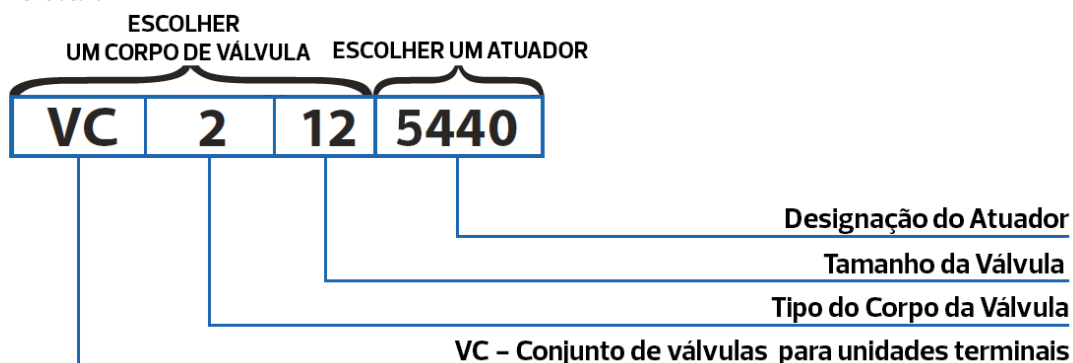 ESCOLHER
UM CORPO DE VÁLVULA
ESCOLHER UM ATUADOR
VC 2 12 5440
Designação do Atuador
Tamanho da Válvula
Tipo do Corpo da Válvula
VC – Conjunto de válvulas para unidades terminais